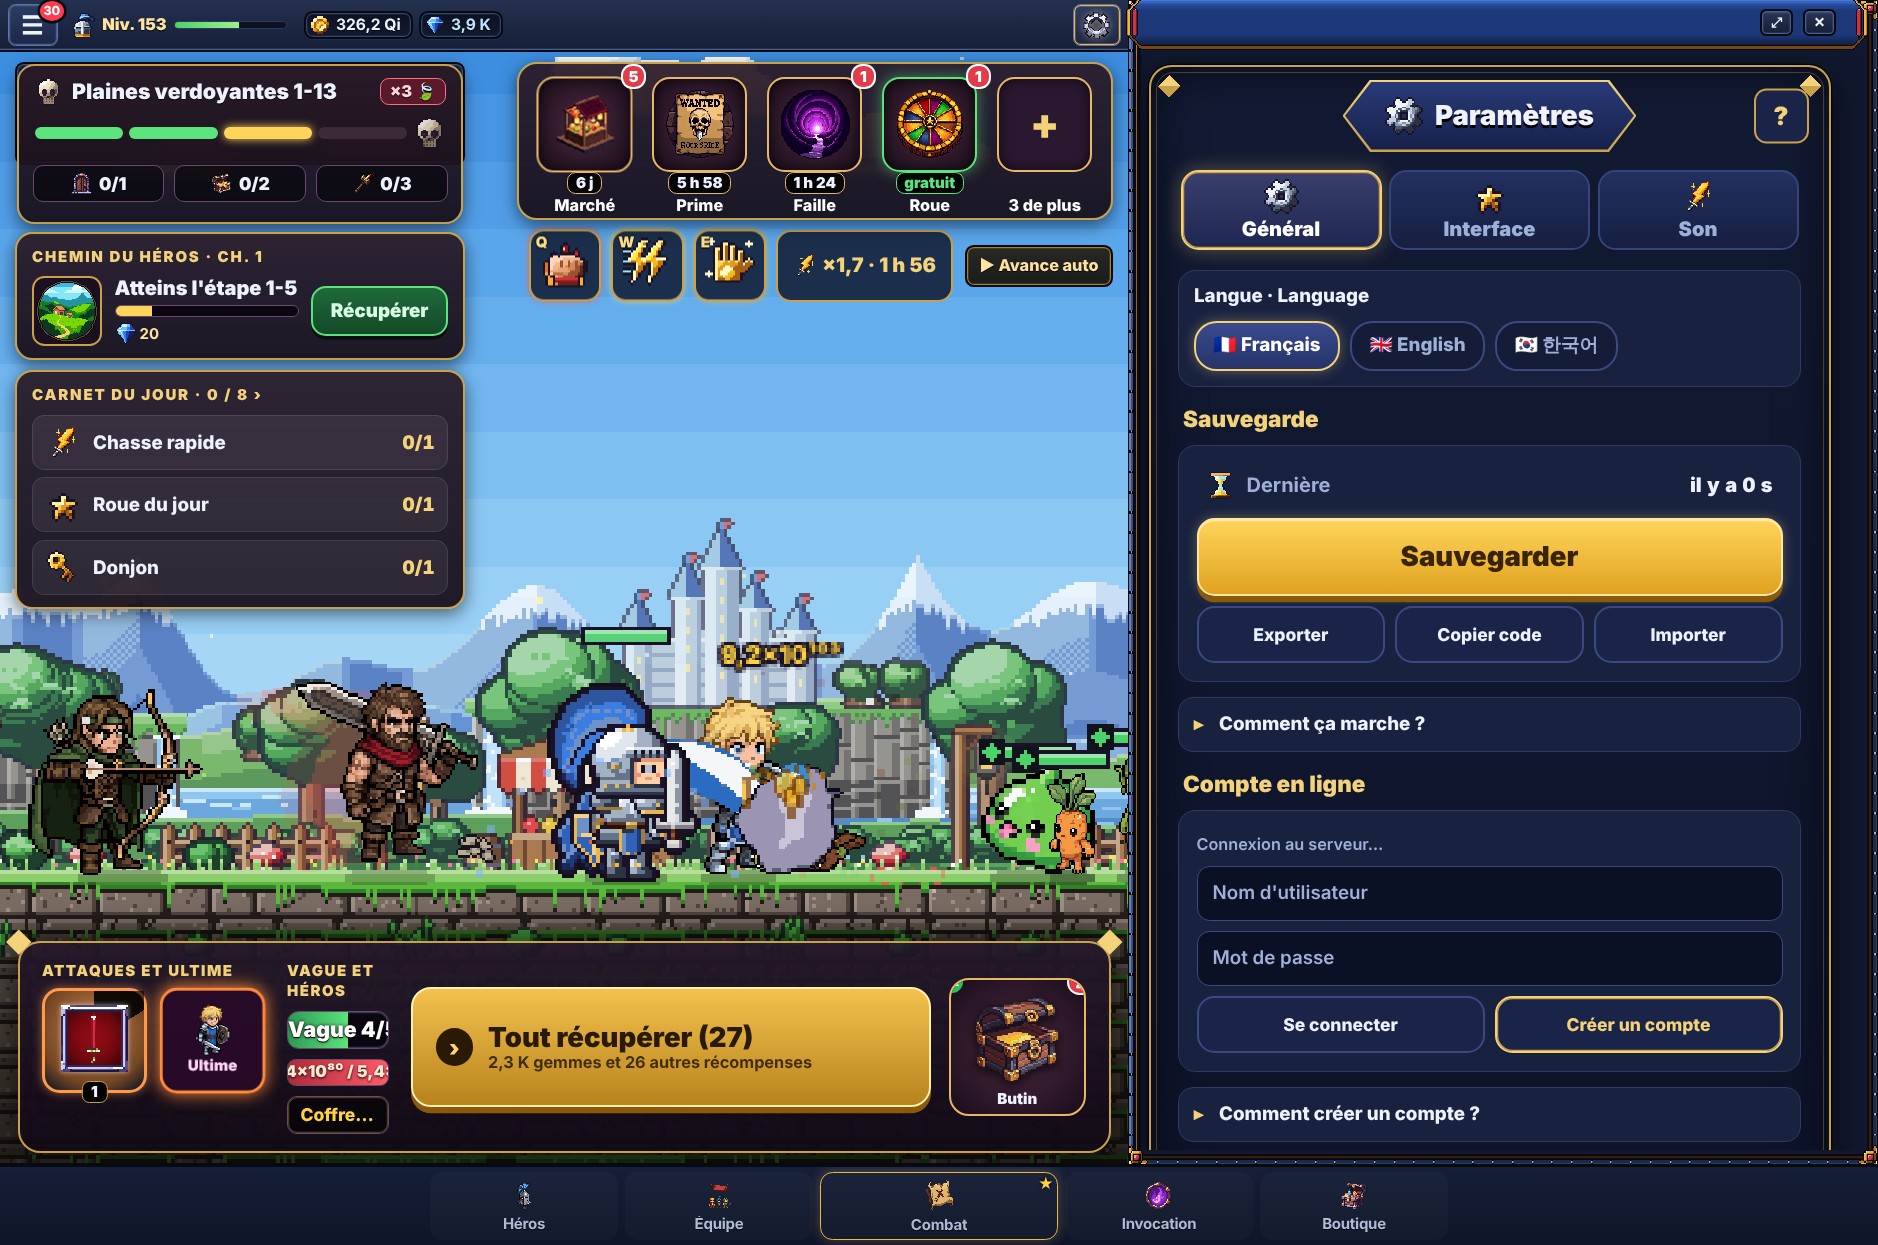 30
Niv. 153
326,2 Qi
3,9 K
Plaines verdoyantes 1-13
×3
0/1
0/2
0/3
CHEMIN DU HÉROS · CH. 1
Atteins l'étape 1-5
20
Récupérer
CARNET DU JOUR · 0 / 8 ›
Chasse rapide
0/1
Roue du jour
0/1
Donjon
0/1
5
6 j
Marché
WANTED
5 h 58
Prime
1
1 h 24
Faille
1
gratuit
Roue
+
3 de plus
Q
W
E
×1,7 · 1 h 56
▶ Avance auto
ATTAQUES ET ULTIME
1
Ultime
VAGUE ET
HÉROS
Vague 4/
Coffre...
Tout récupérer (27)
2,3 K gemmes et 26 autres récompenses
Butin
Héros
Équipe
Combat
Invocation
Boutique
Paramètres
?
Général
Interface
Son
Langue · Language
Français
English
한국어
Sauvegarde
Dernière
il y a 0 s
Sauvegarder
Exporter
Copier code
Importer
Comment ça marche ?
Compte en ligne
Connexion au serveur...
Nom d'utilisateur
Mot de passe
Se connecter
Créer un compte
Comment créer un compte ?